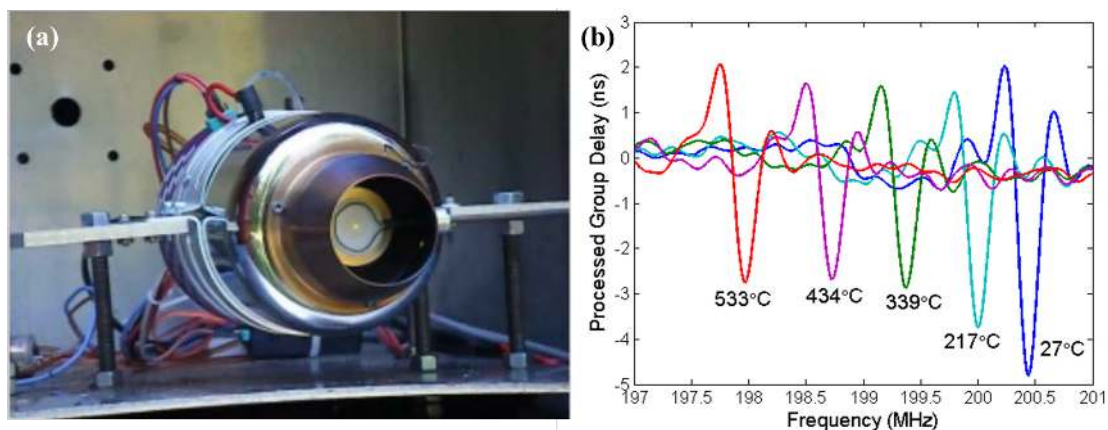 (a)
(b)
Processed Group Delay (ns)
3
2
1
0
-1
-2
-3
-4
-5
533°C
434°C
339°C
217°C
27°C
197
197.5
198
198.5
199
199.5
200
200.5
201
Frequency (MHz)